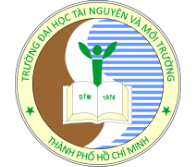 TRƯỜNG ĐẠI HỌC TÀI NGUYÊN VÀ MÔI TRƯỜNG
DTM 1976
THÀNH PHỐ HỒ CHÍ MINH